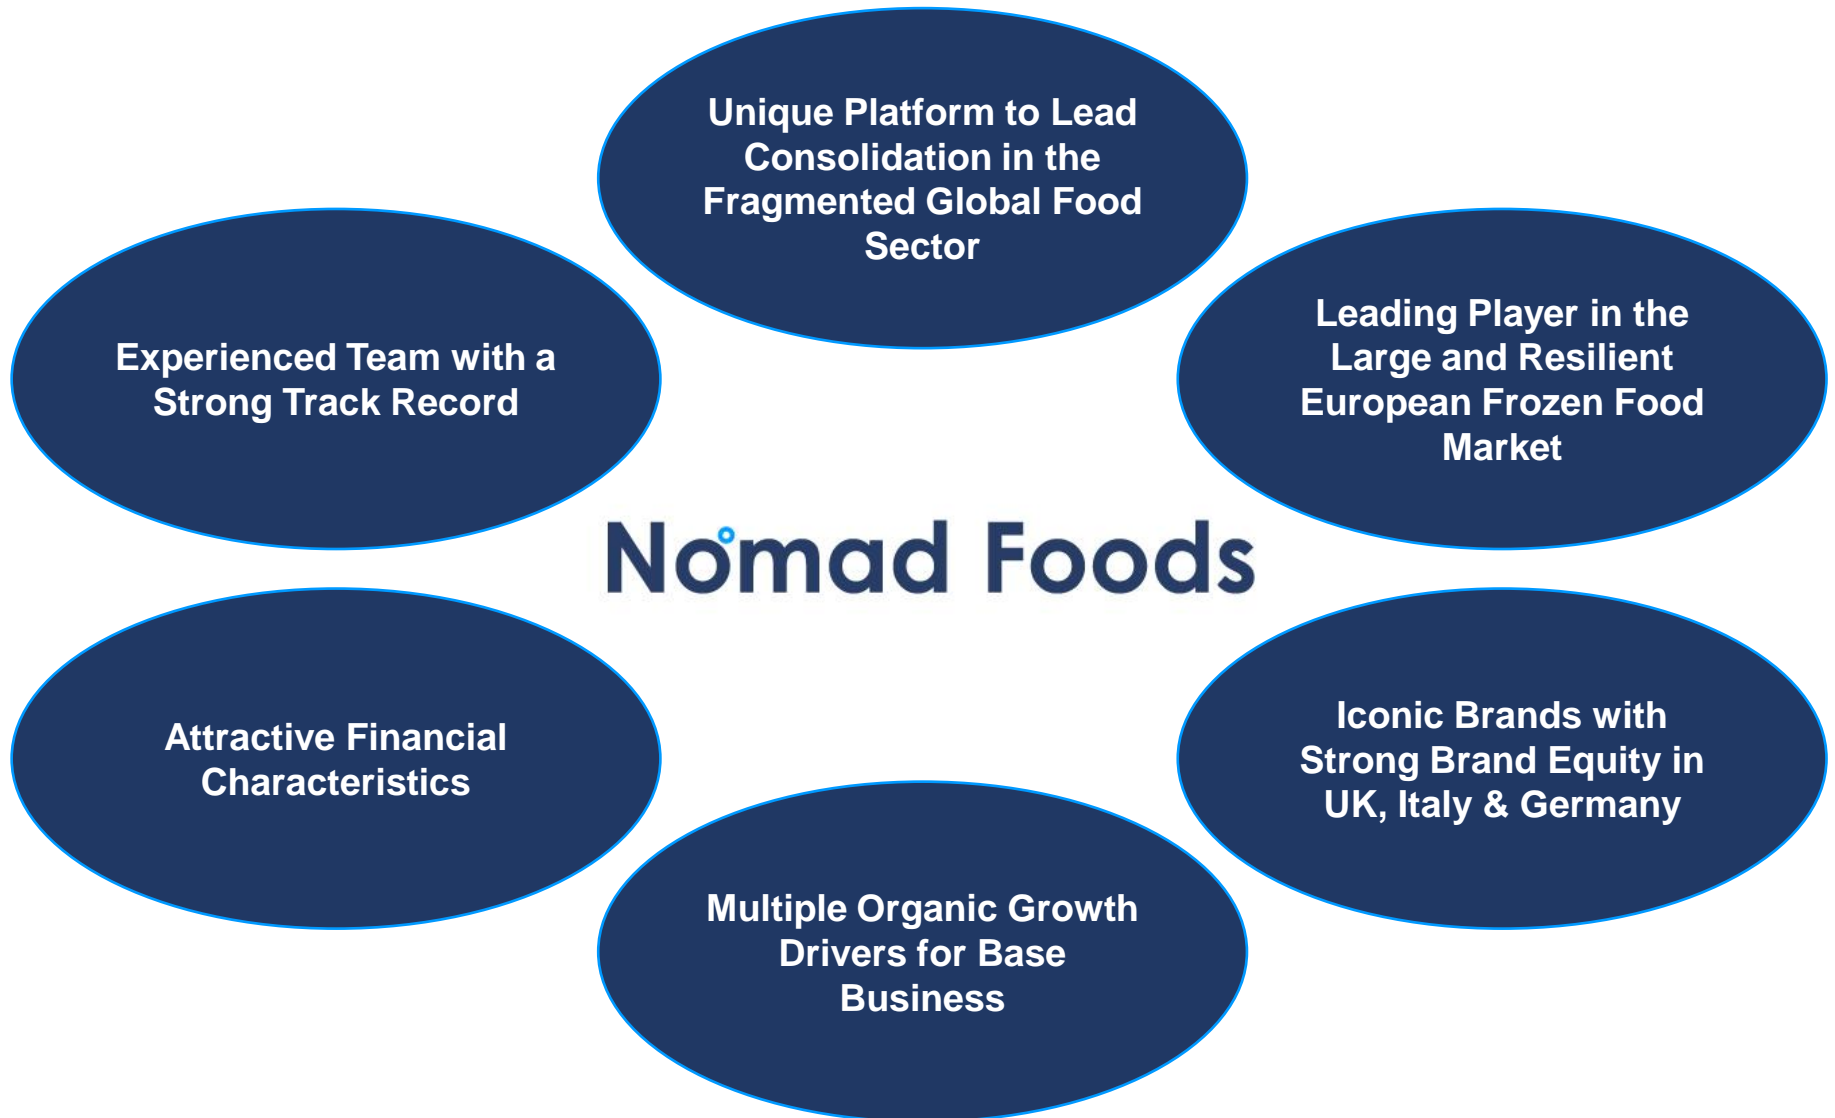 Unique Platform to Lead
Consolidation in the
Fragmented Global Food
Sector
Experienced Team with a
Strong Track Record
Leading Player in the
Large and Resilient
European Frozen Food
Market
Nomad Foods
Attractive Financial
Characteristics
Iconic Brands with
Strong Brand Equity in
UK, Italy & Germany
Multiple Organic Growth
Drivers for Base
Business